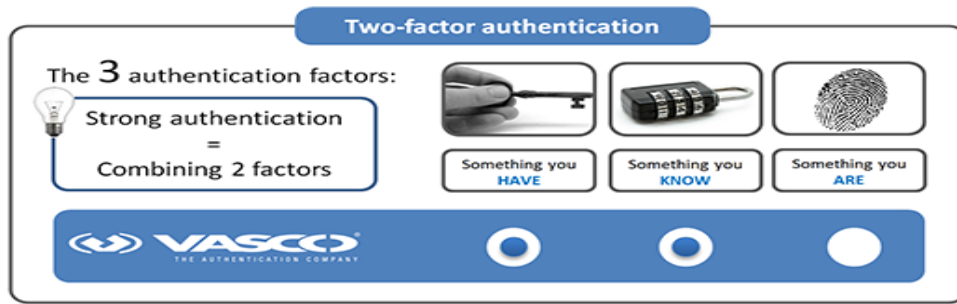 Two-factor authentication
The 3 authentication factors:
Strong authentication
=
Combining 2 factors
Something you
HAVE
Something you
KNOW
Something you
ARE
VASCO®
THE AUTHENTICATION COMPANY